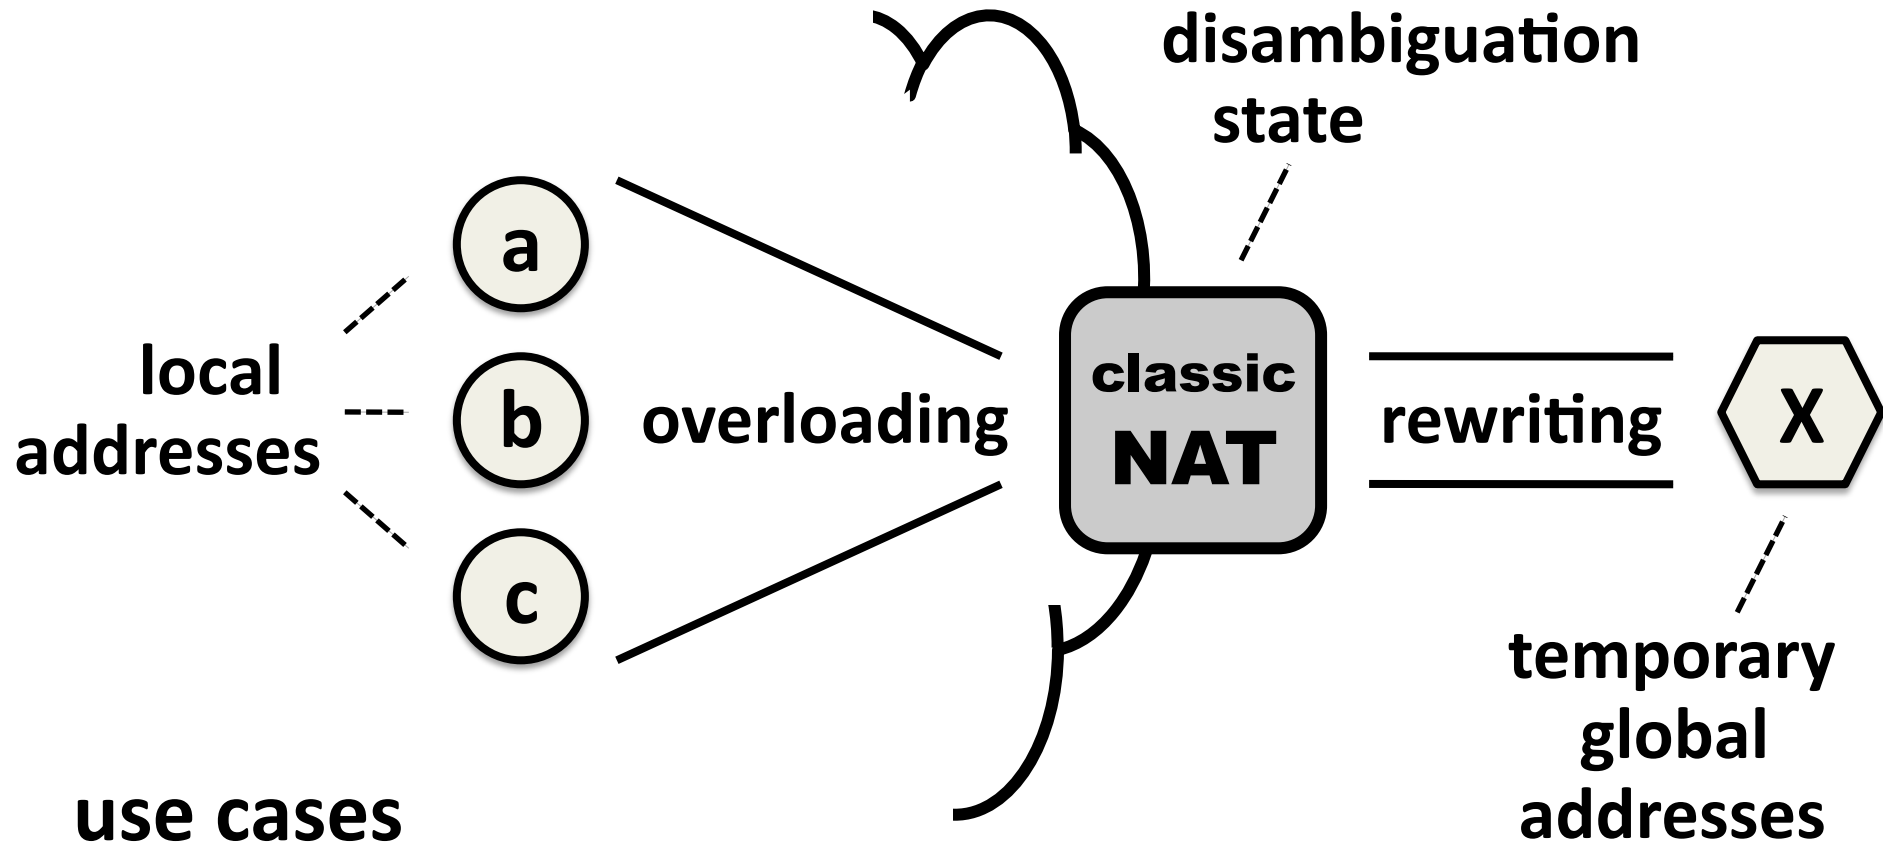 disambiguation
state
a
local
addresses
b
c
overloading
classic
NAT
rewriting
X
temporary
global
addresses
use cases